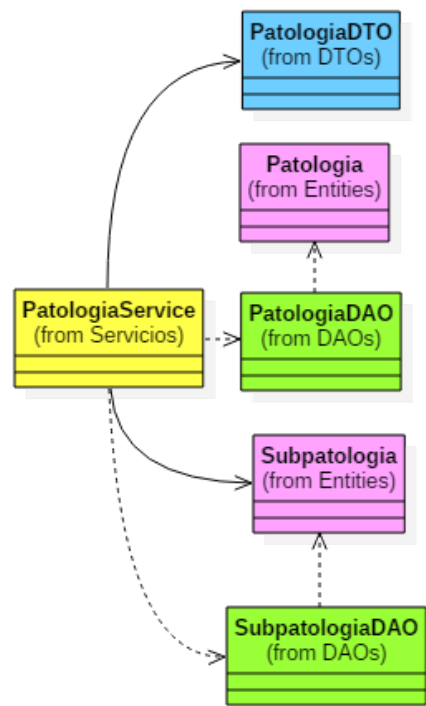 PatologiaDTO
(from DTOs)
Patologia
(from Entities)
PatologiaService
(from Servicios)
PatologiaDAO
(from DAOs)
Subpatologia
(from Entities)
SubpatologiaDAO
(from DAOs)